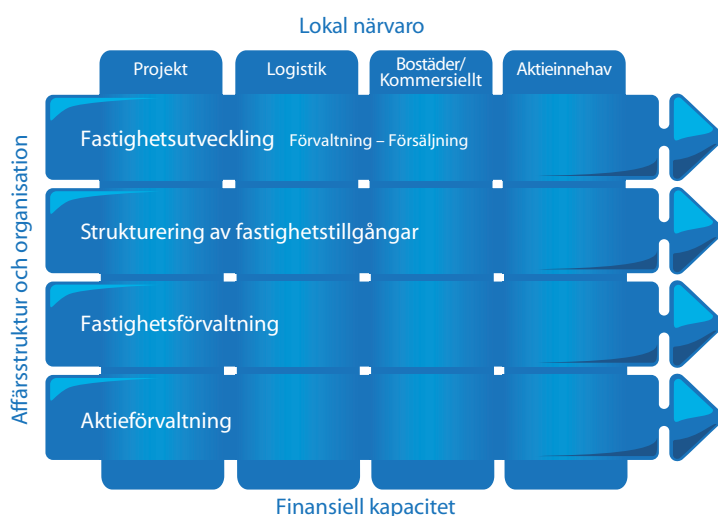 Lokal närvaro
Projekt
Logistik
Bostäder/
Kommersiellt
Aktieinnehav
Affärsstruktur och organisation
Fastighetsutveckling Förvaltning – Försäljning
Strukturering av fastighetstillgångar
Fastighetsförvaltning
Aktieförvaltning
Finansiell kapacitet